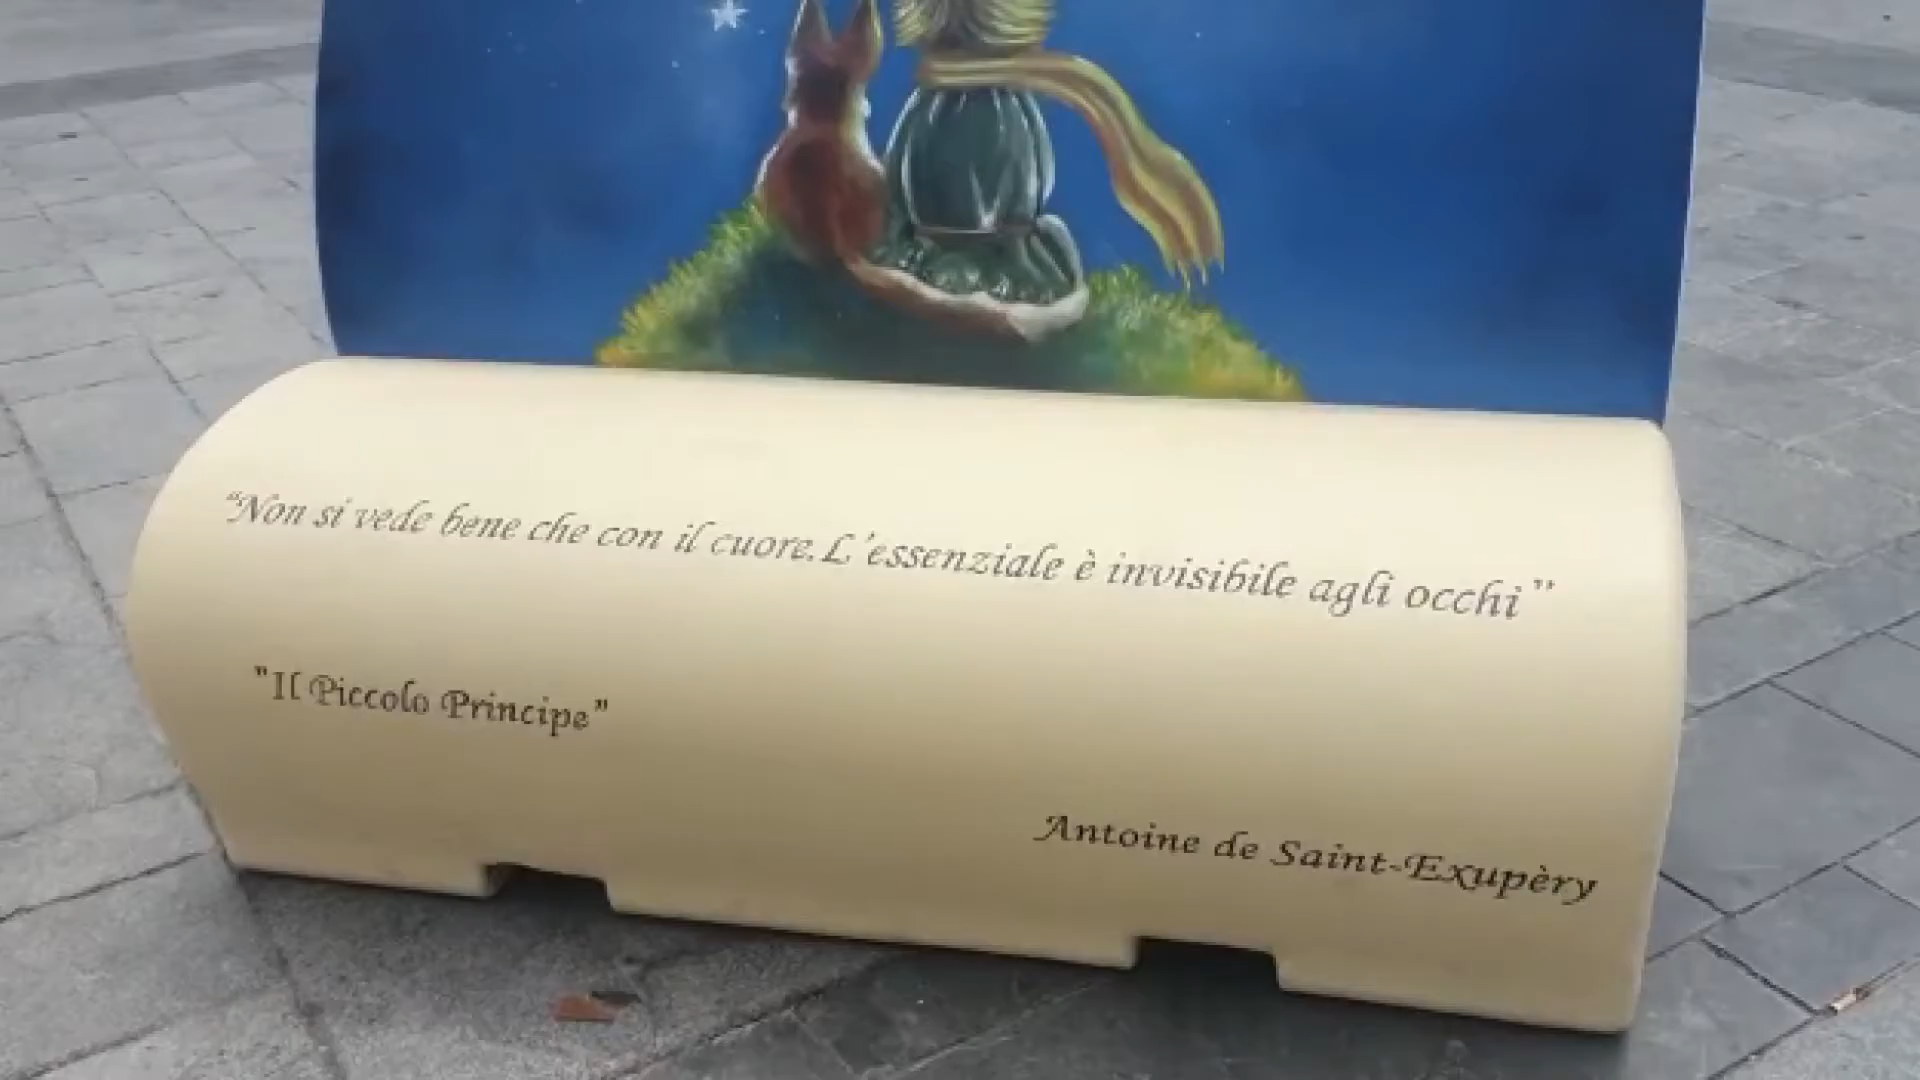 “Non si vede bene che con il cuore.L'essenziale è invisibile agli occhi”
"Il Piccolo Principe”
Antoine de Saint-Exupèry